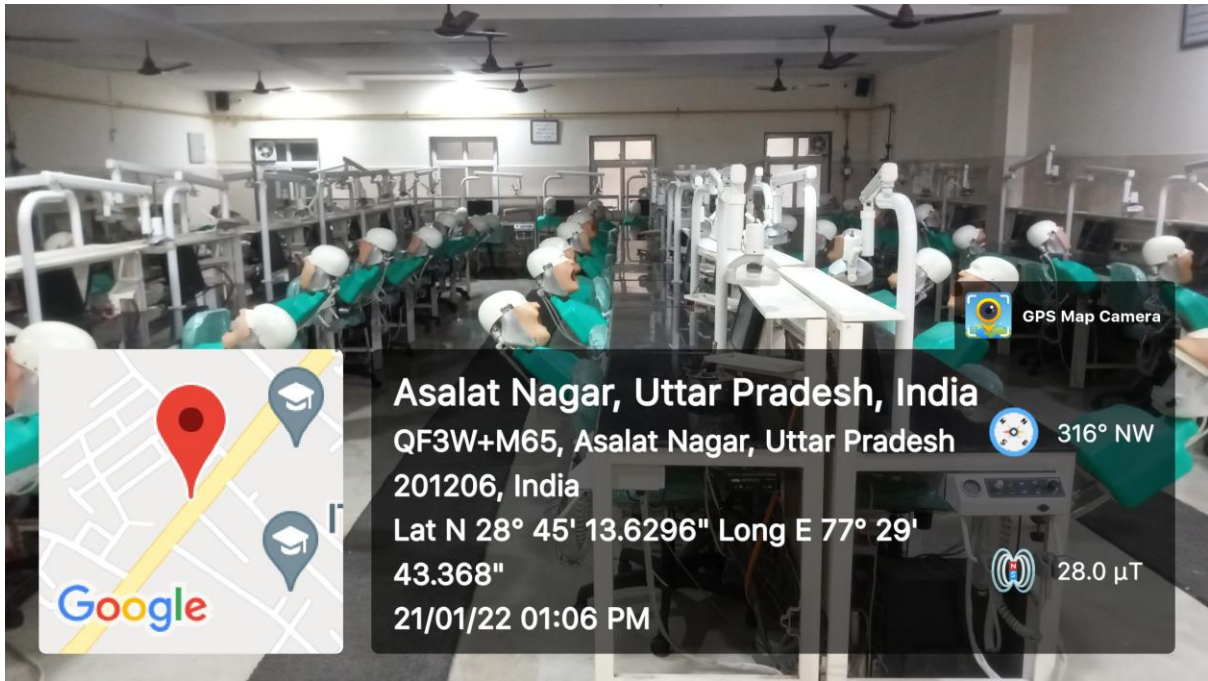 GPS Map Camera
Asalat Nagar, Uttar Pradesh, India
QF3W+M65, Asalat Nagar, Uttar Pradesh
201206, India
Lat N 28° 45' 13.6296" Long E 77° 29'
43.368"
21/01/22 01:06 PM
316° NW
28.0 µT
Google